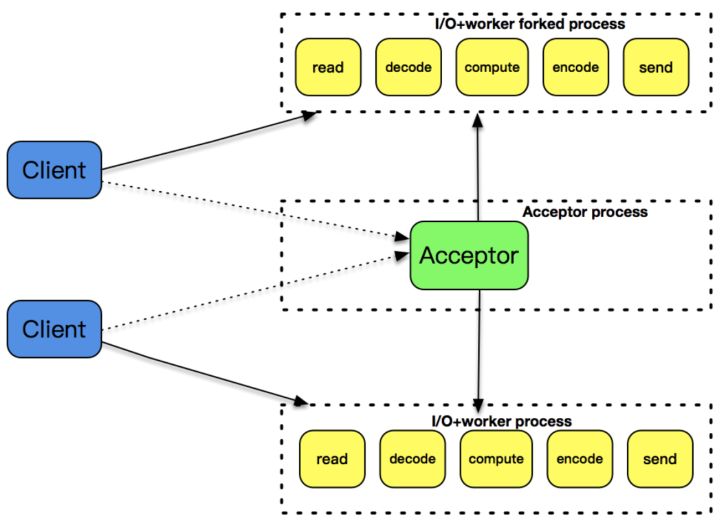 I/O+worker forked process
read decode compute encode send
Client
Acceptor process
Acceptor
Client
I/O+worker process
read decode compute encode send